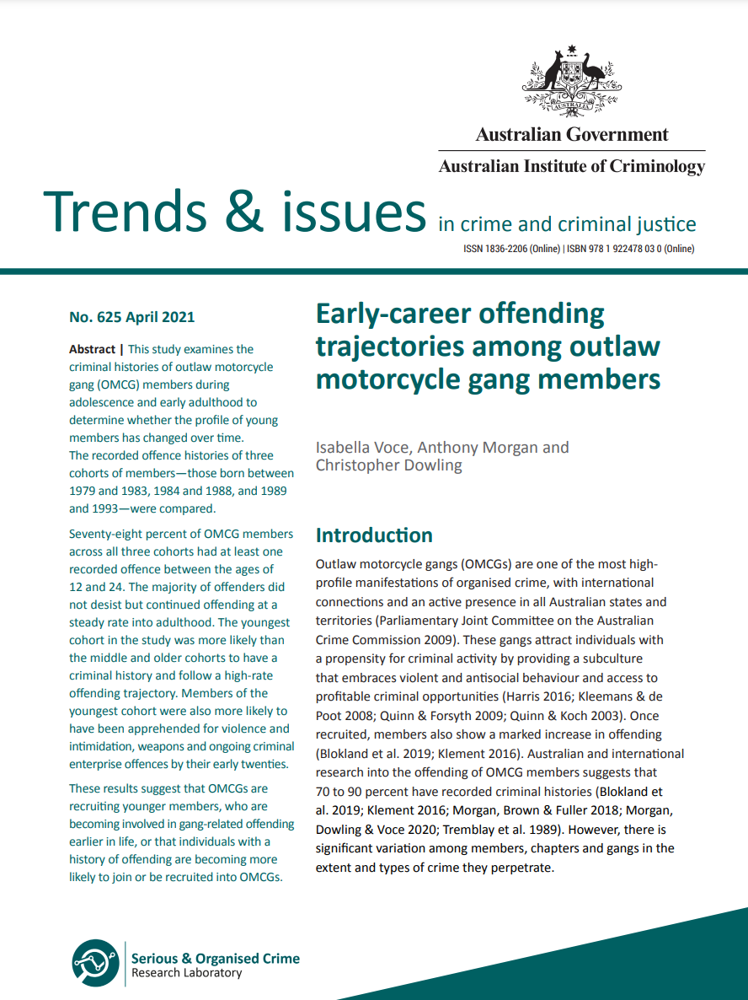 AUSTRALIA
Australian Government
Australian Institute of Criminology
Trends & issues in crime and criminal justice
ISSN 1836-2206 (Online) | ISBN 978 1 922478 03 0 (Online)
No. 625 April 2021
Abstract | This study examines the
criminal histories of outlaw motorcycle
gang (OMCG) members during
adolescence and early adulthood to
determine whether the profile of young
members has changed over time.
The recorded offence histories of three
cohorts of members—those born between
1979 and 1983, 1984 and 1988, and 1989
and 1993—were compared.
Seventy-eight percent of OMCG members
across all three cohorts had at least one
recorded offence between the ages of
12 and 24. The majority of offenders did
not desist but continued offending at a
steady rate into adulthood. The youngest
cohort in the study was more likely than
the middle and older cohorts to have a
criminal history and follow a high-rate
offending trajectory. Members of the
youngest cohort were also more likely to
have been apprehended for violence and
intimidation, weapons and ongoing criminal
enterprise offences by their early twenties.
These results suggest that OMCGs are
recruiting younger members, who are
becoming involved in gang-related offending
earlier in life, or that individuals with a
history of offending are becoming more
likely to join or be recruited into OMCGs.
Early-career offending
trajectories among outlaw
motorcycle gang members
Isabella Voce, Anthony Morgan and
Christopher Dowling
Introduction
Outlaw motorcycle gangs (OMCGs) are one of the most high-
profile manifestations of organised crime, with international
connections and an active presence in all Australian states and
territories (Parliamentary Joint Committee on the Australian
Crime Commission 2009). These gangs attract individuals with
a propensity for criminal activity by providing a subculture
that embraces violent and antisocial behaviour and access to
profitable criminal opportunities (Harris 2016; Kleemans & de
Poot 2008; Quinn & Forsyth 2009; Quinn & Koch 2003). Once
recruited, members also show a marked increase in offending
(Blokland et al. 2019; Klement 2016). Australian and international
research into the offending of OMCG members suggests that
70 to 90 percent have recorded criminal histories (Blokland et
al. 2019; Klement 2016; Morgan, Brown & Fuller 2018; Morgan,
Dowling & Voce 2020; Tremblay et al. 1989). However, there is
significant variation among members, chapters and gangs in the
extent and types of crime they perpetrate.
Serious & Organised Crime
Research Laboratory